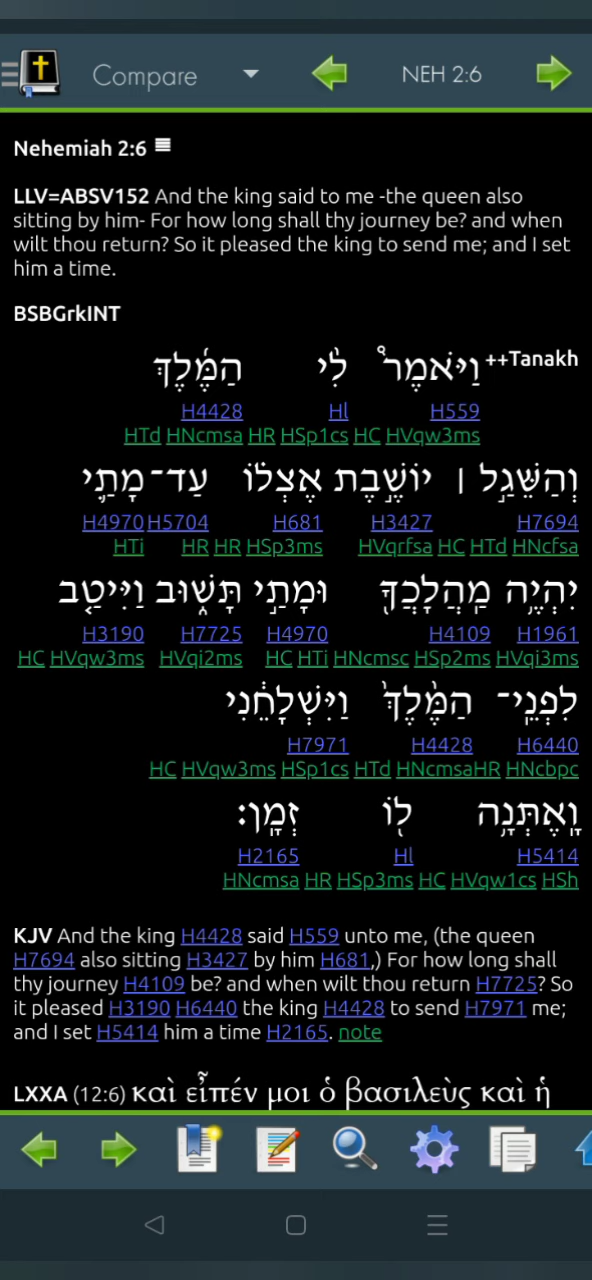 Compare
NEH 2:6
Nehemiah 2:6
LLV=ABSV152 And the king said to me -the queen also
sitting by him- For how long shall thy journey be? and when
wilt thou return? So it pleased the king to send me; and I set
him a time.
BSBGrkINT
++Tanakh וַיֹּאמֶר֩ לִ֨י הַמֶּ֜לֶךְ
H4428 Hl H559
HTd HNcmsa HR HSp1cs HC HVqw3ms
וְהַשֵּׁגַ֣ל ׀ יוֹשֶׁ֣בֶת אֶצְל֗וֹ עַד־מָתַ֛י
H4970 H5704 H681 H3427 H7694
HTi HR HR HSp3ms HVqrfsa HC HTd HNcfsa
יִהְיֶ֥ה מַֽהֲלָכֲךָ֖ וּמָתַ֣י תָּשׁ֑וּב וַיִּיטַ֤ב
H3190 H7725 H4970 H4109 H1961
HC HVqw3ms HVqi2ms HC HTi HNcmsc HSp2ms HVqi3ms
לִפְנֵֽי־ הַמֶּ֙לֶךְ֙ וַיִּשְׁלָחֵ֔נִי
H7971 H4428 H6440
HC HVqw3ms HSp1cs HTd HNcmsaHR HNcbpc
וָֽאֶתְּנָ֥ה ל֖וֹ זְמָֽן׃
H2165 Hl H5414
HNcmsa HR HSp3ms HC HVqw1cs HSh
KJV And the king H4428 said H559 unto me, (the queen
H7694 also sitting H3427 by him H681,) For how long shall
thy journey H4109 be? and when wilt thou return H7725? So
it pleased H3190 H6440 the king H4428 to send H7971 me;
and I set H5414 him a time H2165. note
LXXA (12:6) καὶ εἶπέν μοι ὁ βασιλεὺς καὶ ἡ